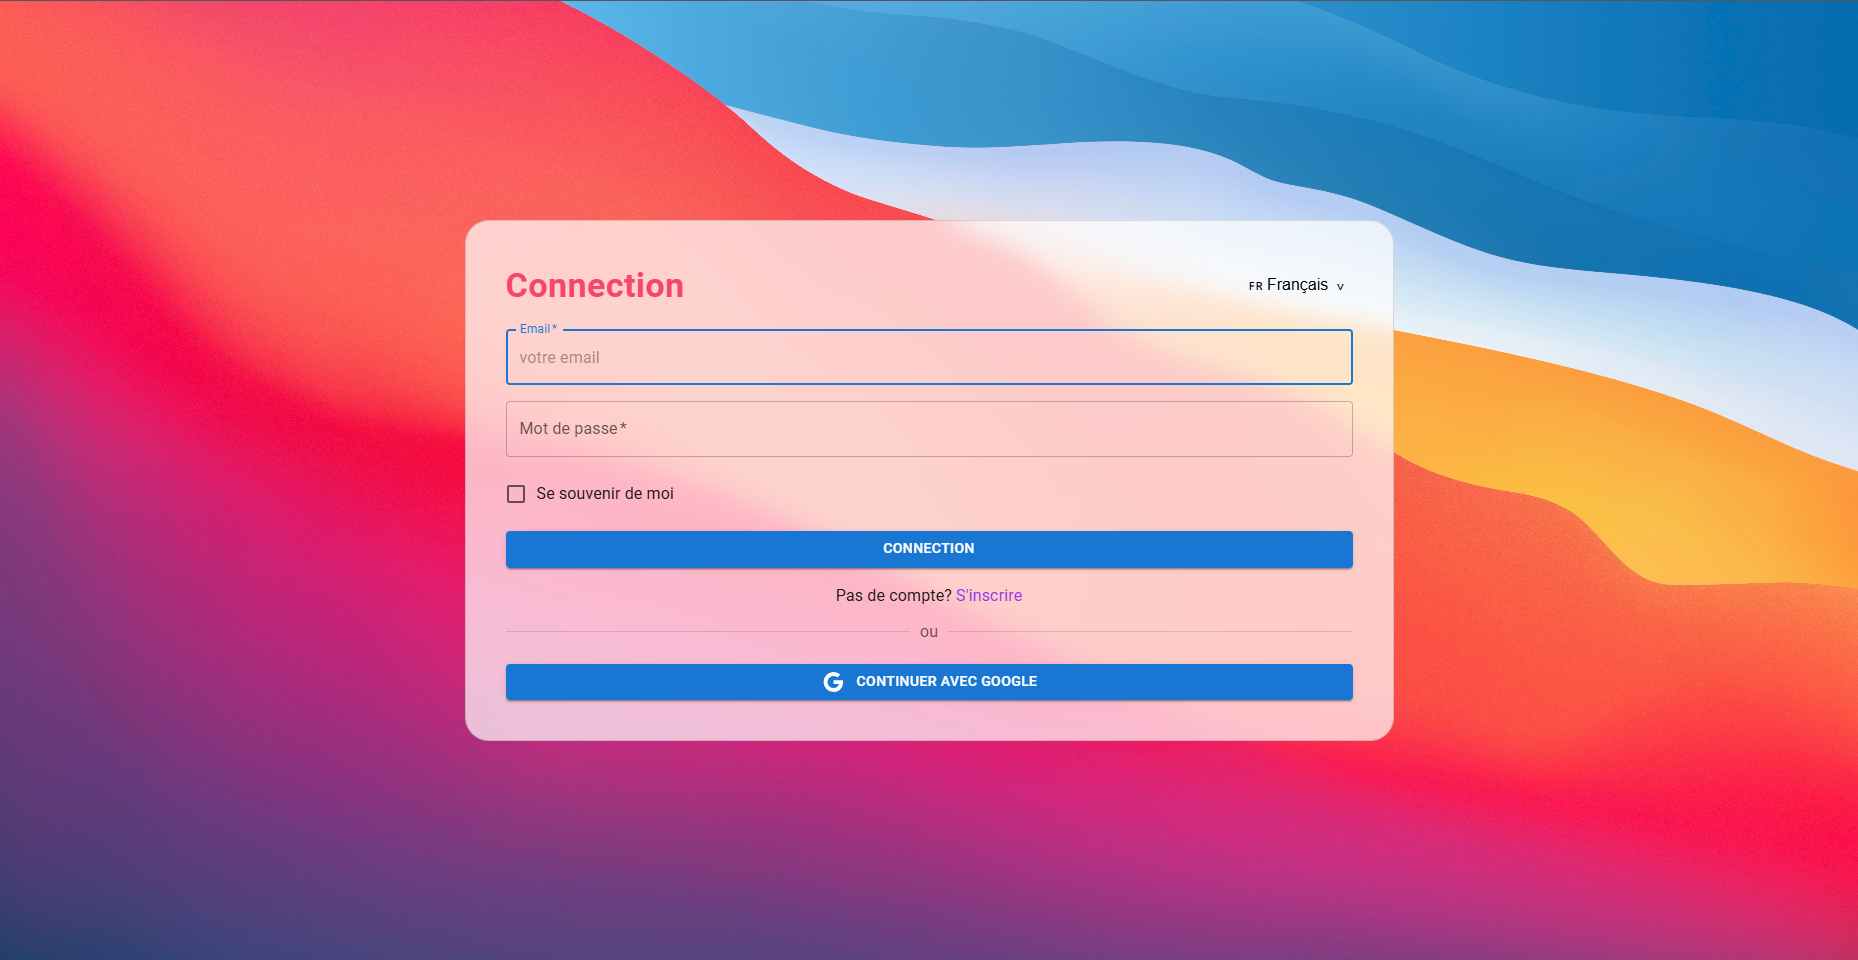 Connection
FR Français v
Email *
votre email
Mot de passe *
Se souvenir de moi
CONNECTION
Pas de compte? S'inscrire
ou
CONTINUER AVEC GOOGLE